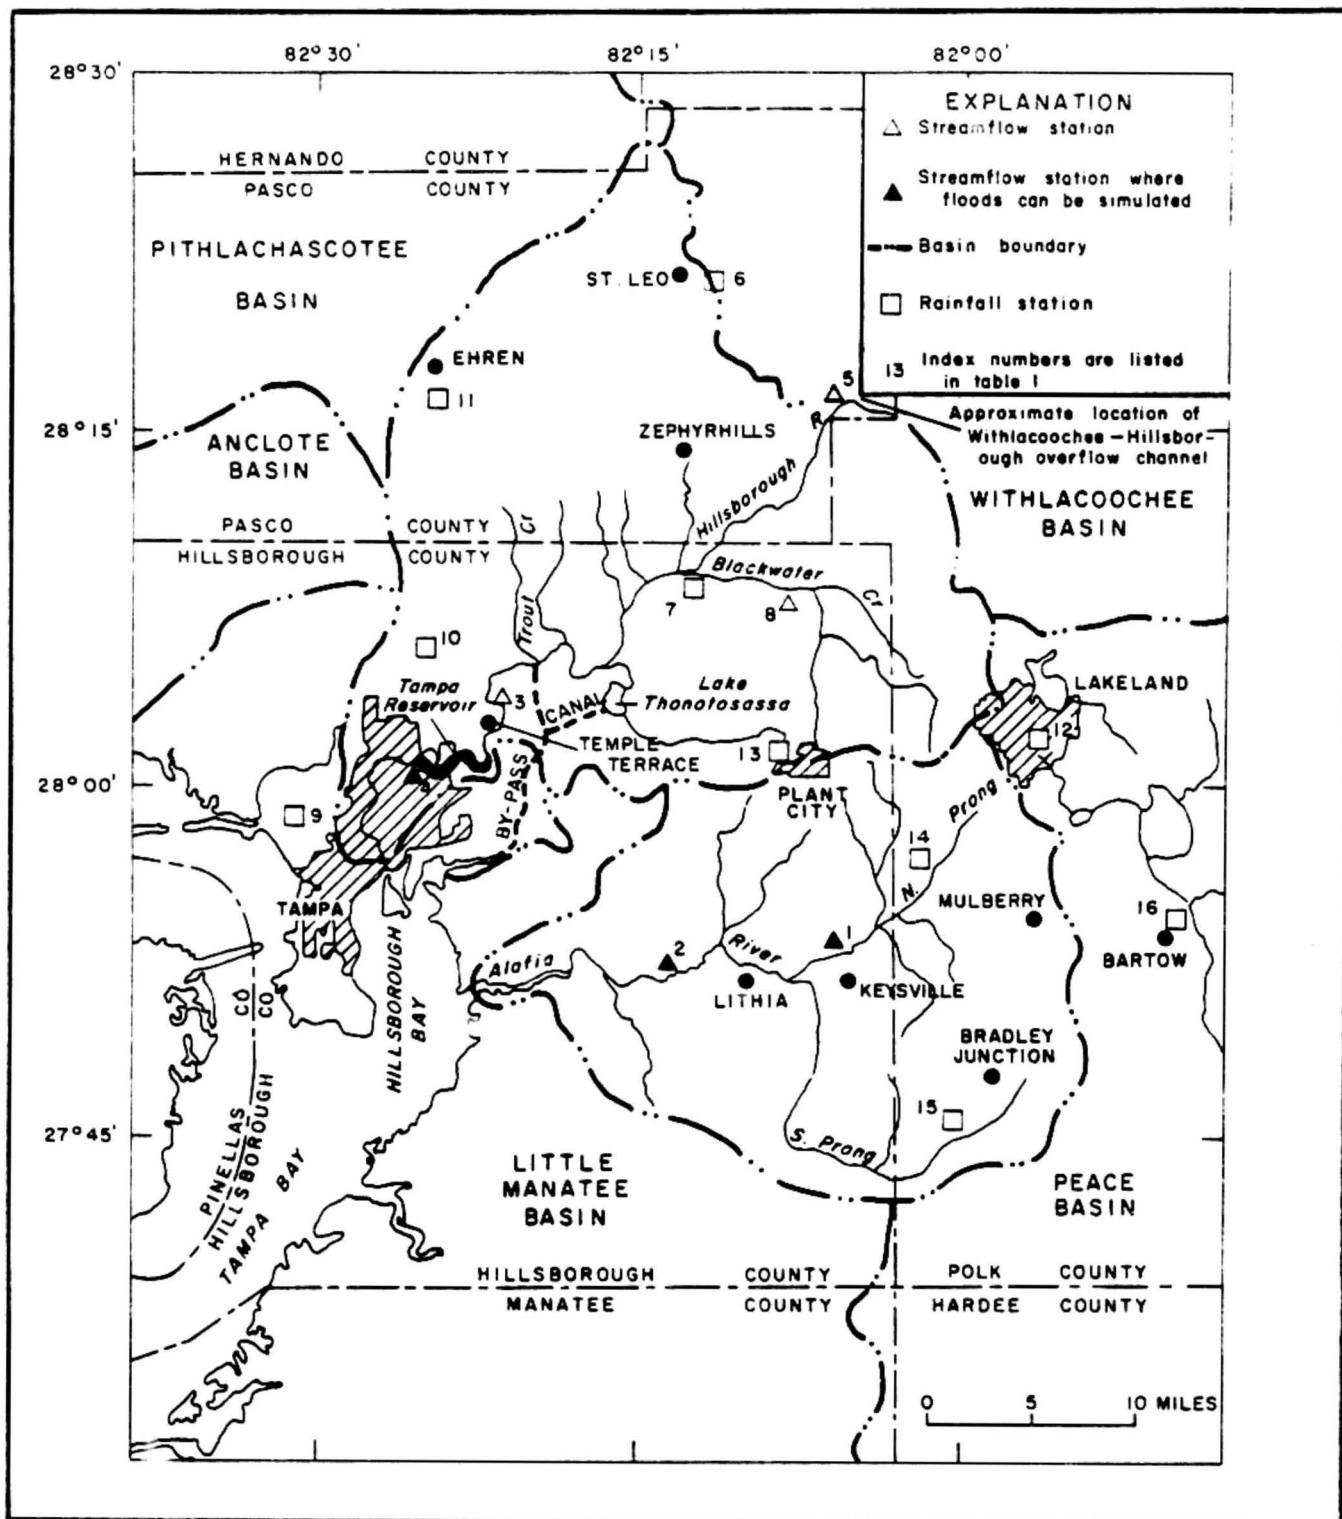 82°30'
82°15'
82°00'
28°30'
EXPLANATION
Streamflow station
Streamflow station where
floods can be simulated
Basin boundary
Rainfall station
13 Index numbers are listed
in table 1
HERNANDO COUNTY
PASCO COUNTY
PITHLACHASCOTEE
BASIN
ST. LEO
6
EHREN
11
5
Approximate location of
Withlacoochee-Hillsbor-
ough overflow channel
28°15'
ANCLOTE
BASIN
ZEPHYRHILLS
Hillsborough R.
WITHLACOOCHEE
BASIN
PASCO COUNTY
HILLSBOROUGH COUNTY
Trout Cr
Blackwater Cr
7
8
10
Tampa
Reservoir
3
CANAL
Lake
Thonotosassa
LAKELAND
12
TEMPLE
TERRACE
13
28°00'
BY-PASS
PLANT
CITY
N. Prong
9
14
TAMPA
MULBERRY
16
BARTOW
HILLSBOROUGH
BAY
Alafia River
2
1
LITHIA
KEYSVILLE
CO
CO
BRADLEY
JUNCTION
15
27°45'
S. Prong
PINELLAS
HILLSBOROUGH
TAMPA BAY
LITTLE
MANATEE
BASIN
PEACE
BASIN
HILLSBOROUGH COUNTY
MANATEE COUNTY
POLK COUNTY
HARDEE COUNTY
0 5 10 MILES